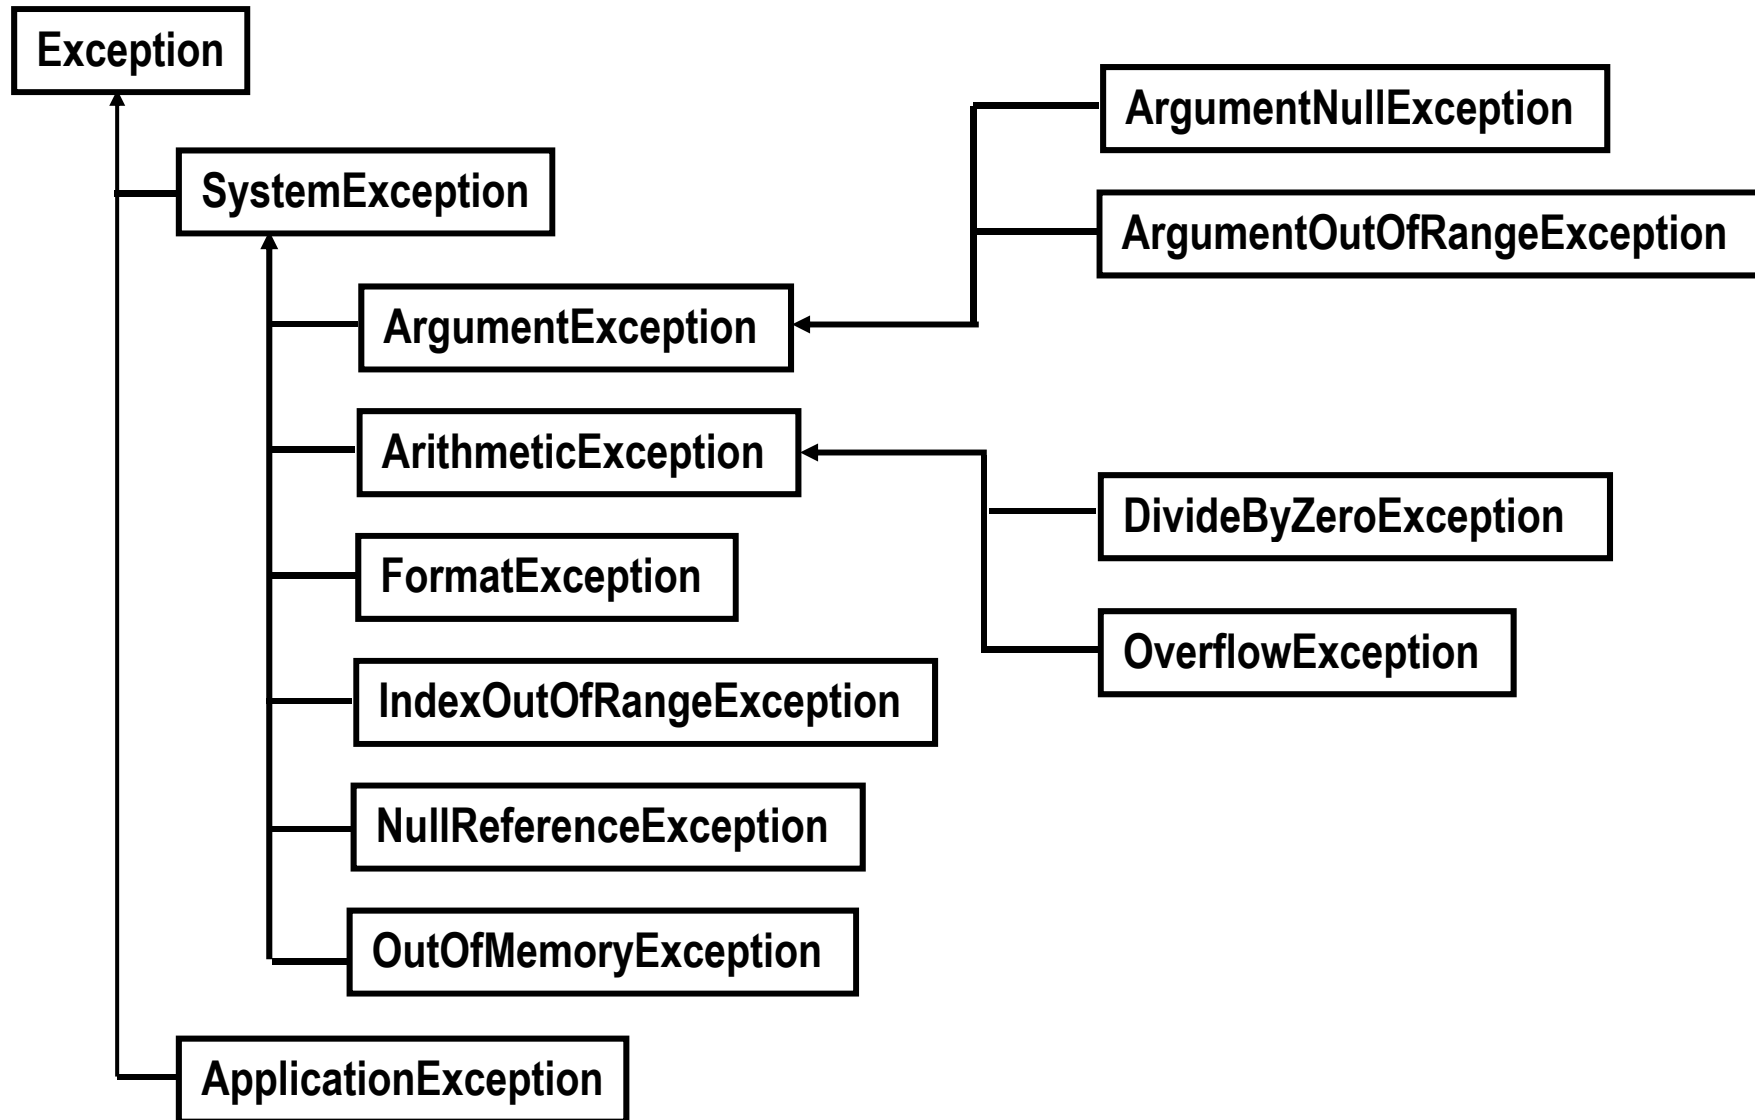 Exception
SystemException
ArgumentException
ArgumentNullException
ArgumentOutOfRangeException
ArithmeticException
DivideByZeroException
OverflowException
FormatException
IndexOutOfRangeException
NullReferenceException
OutOfMemoryException
ApplicationException